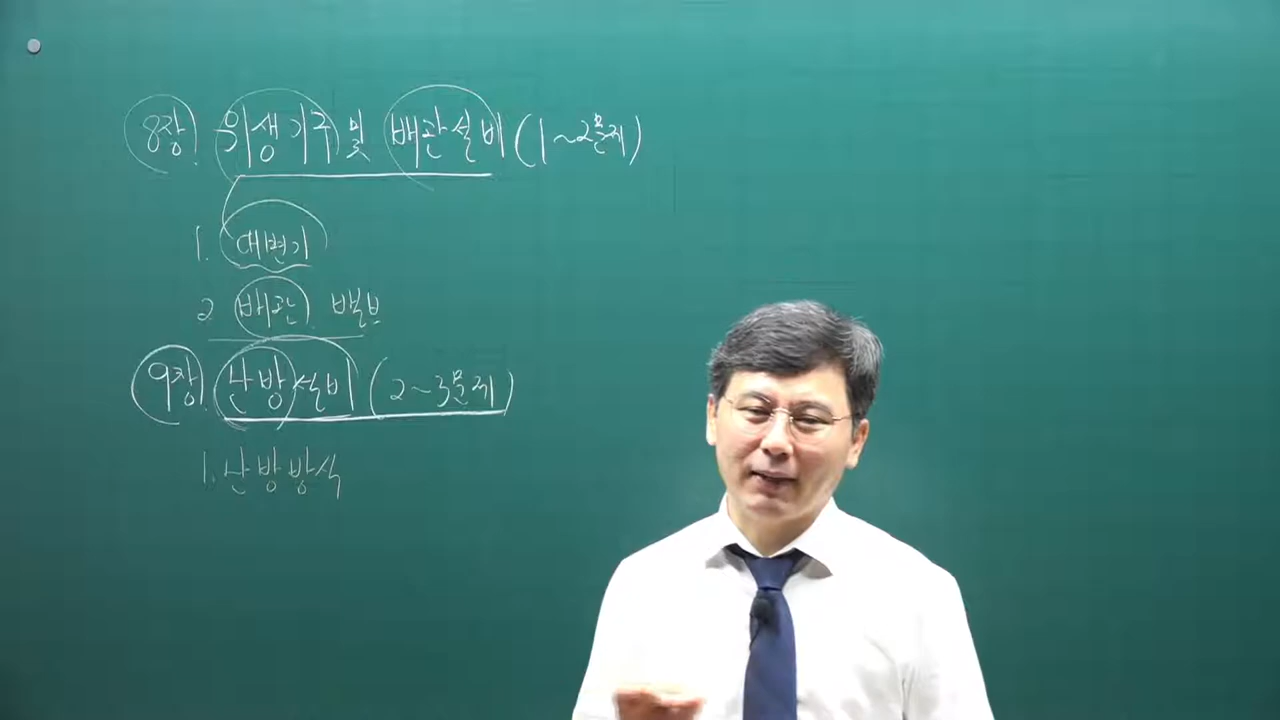 8장. 위생기구 및 배관설비 (1~2문제)
1. 대변기
2. 배관. 밸브
9장. 난방설비 (2~3문제)
1. 난방방식